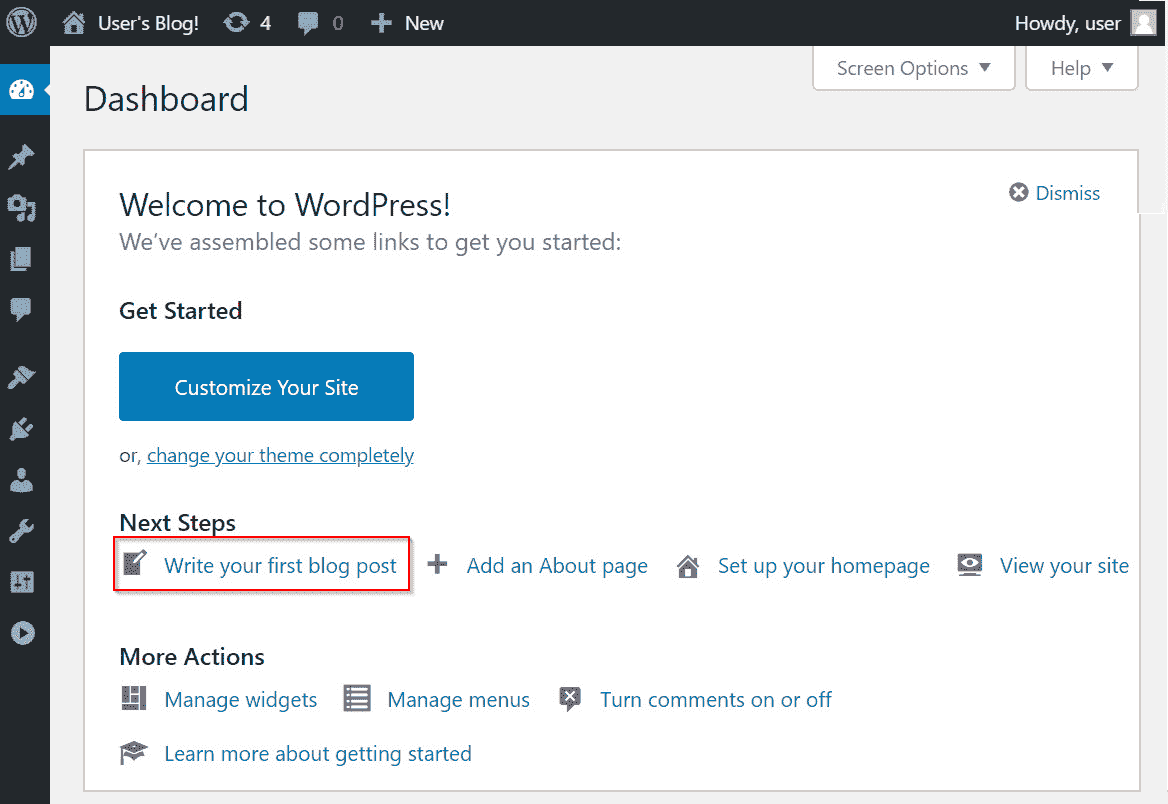 User's Blog! 4 0 New Howdy, user
Screen Options Help
Dashboard
Welcome to WordPress! Dismiss
We've assembled some links to get you started:
Get Started
Customize Your Site
or, change your theme completely
Next Steps
Write your first blog post Add an About page Set up your homepage View your site
More Actions
Manage widgets Manage menus Turn comments on or off
Learn more about getting started